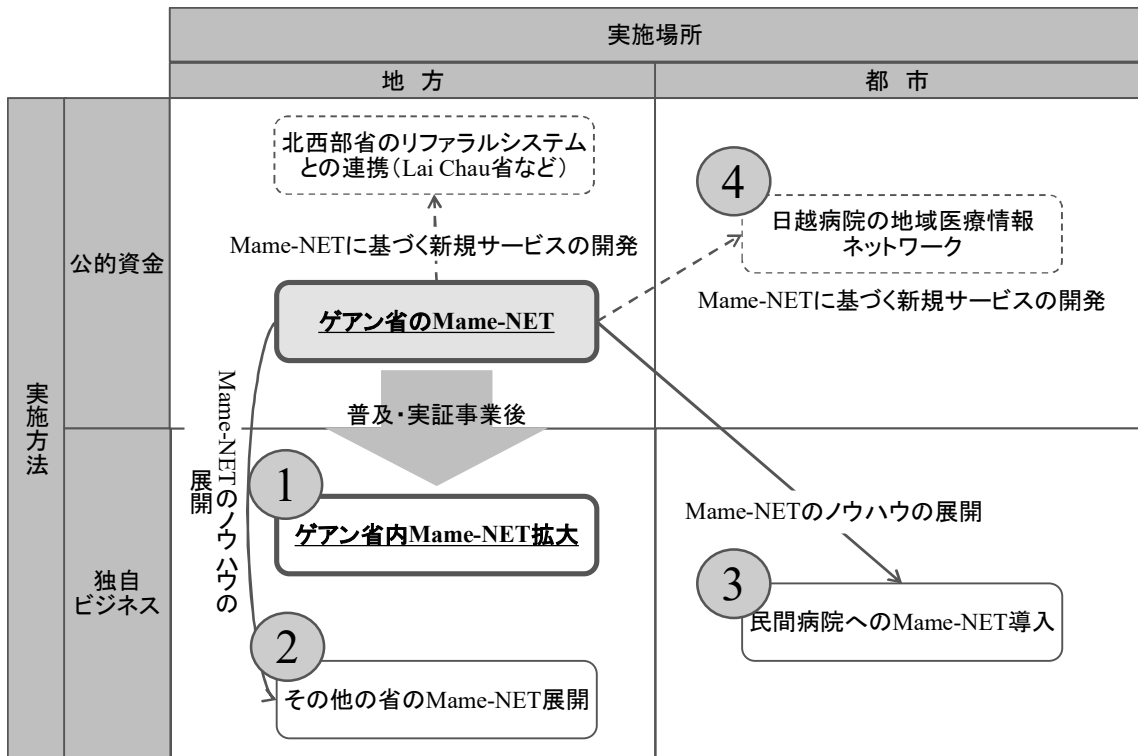 実施場所
地 方
都 市
実施方法
公的資金
北西部省のリファラルシステム
との連携（Lai Chau省など）
Mame-NETに基づく新規サービスの開発
ゲアン省のMame-NET
4
日越病院の地域医療情報
ネットワーク
Mame-NETに基づく新規サービスの開発
普及・実証事業後
Mame-NETのノウハウの
展開
独自
ビジネス
1
ゲアン省内Mame-NET拡大
2
その他の省のMame-NET展開
Mame-NETのノウハウの展開
3
民間病院へのMame-NET導入